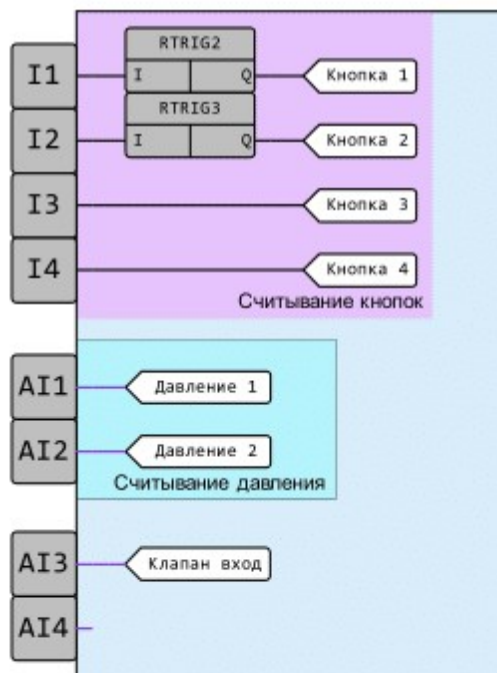 RTRIG2
I1 I Q Кнопка 1
RTRIG3
I2 I Q Кнопка 2
I3 Кнопка 3
I4 Кнопка 4
Считывание кнопок
AI1 Давление 1
AI2 Давление 2
Считывание давления
AI3 Клапан вход
AI4